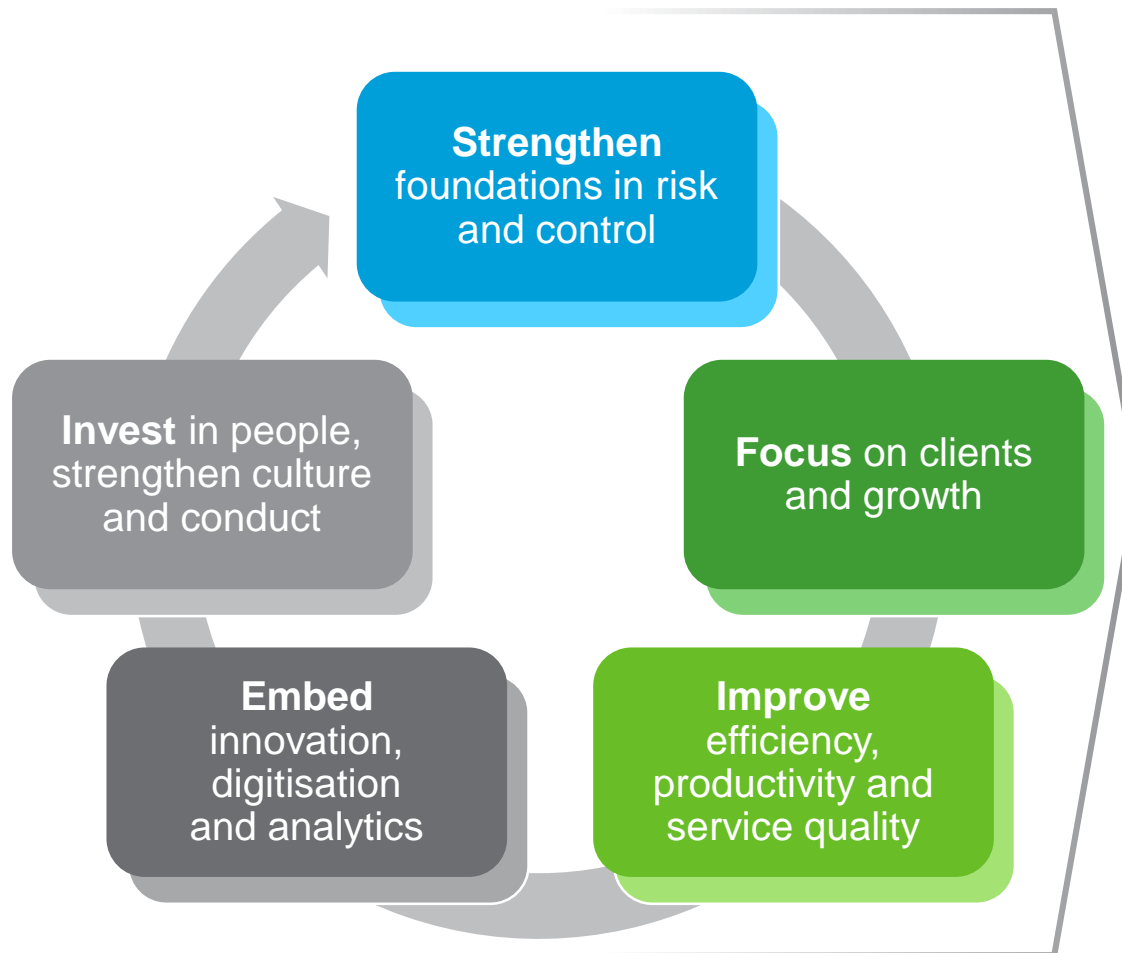 Strengthen
foundations in risk
and control
Focus on clients
and growth
Improve
efficiency,
productivity and
service quality
Embed
innovation,
digitisation
and analytics
Invest in people,
strengthen culture
and conduct